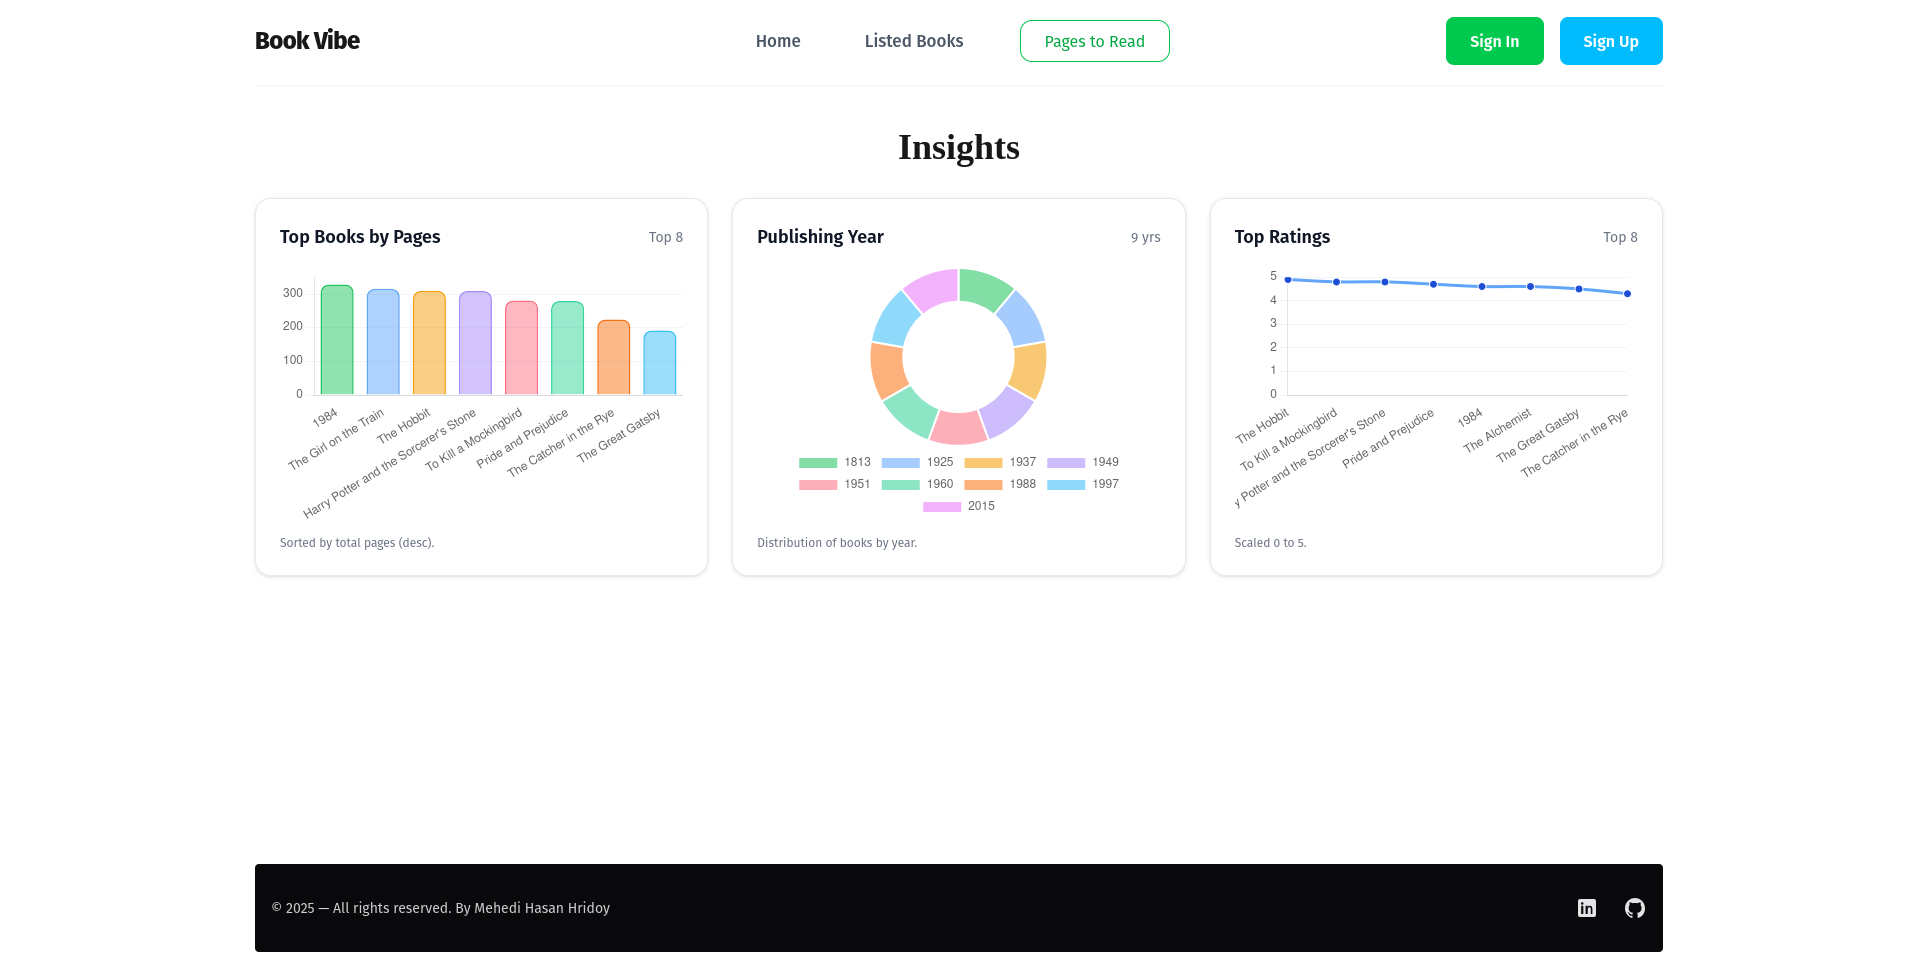 Book Vibe
Home
Listed Books
Pages to Read
Sign In
Sign Up
Insights
Top Books by Pages
Top 8
300
200
100
0
1984
The Girl on the Train
The Hobbit
Harry Potter and the Sorcerer's Stone
To Kill a Mockingbird
Pride and Prejudice
The Catcher in the Rye
The Great Gatsby
Sorted by total pages (desc).
Publishing Year
9 yrs
1813 1925 1937 1949
1951 1960 1988 1997
2015
Distribution of books by year.
Top Ratings
Top 8
5
4
3
2
1
0
The Hobbit
To Kill a Mockingbird
y Potter and the Sorcerer's Stone
Pride and Prejudice
1984
The Alchemist
The Great Gatsby
The Catcher in the Rye
Scaled 0 to 5.
© 2025 — All rights reserved. By Mehedi Hasan Hridoy
in